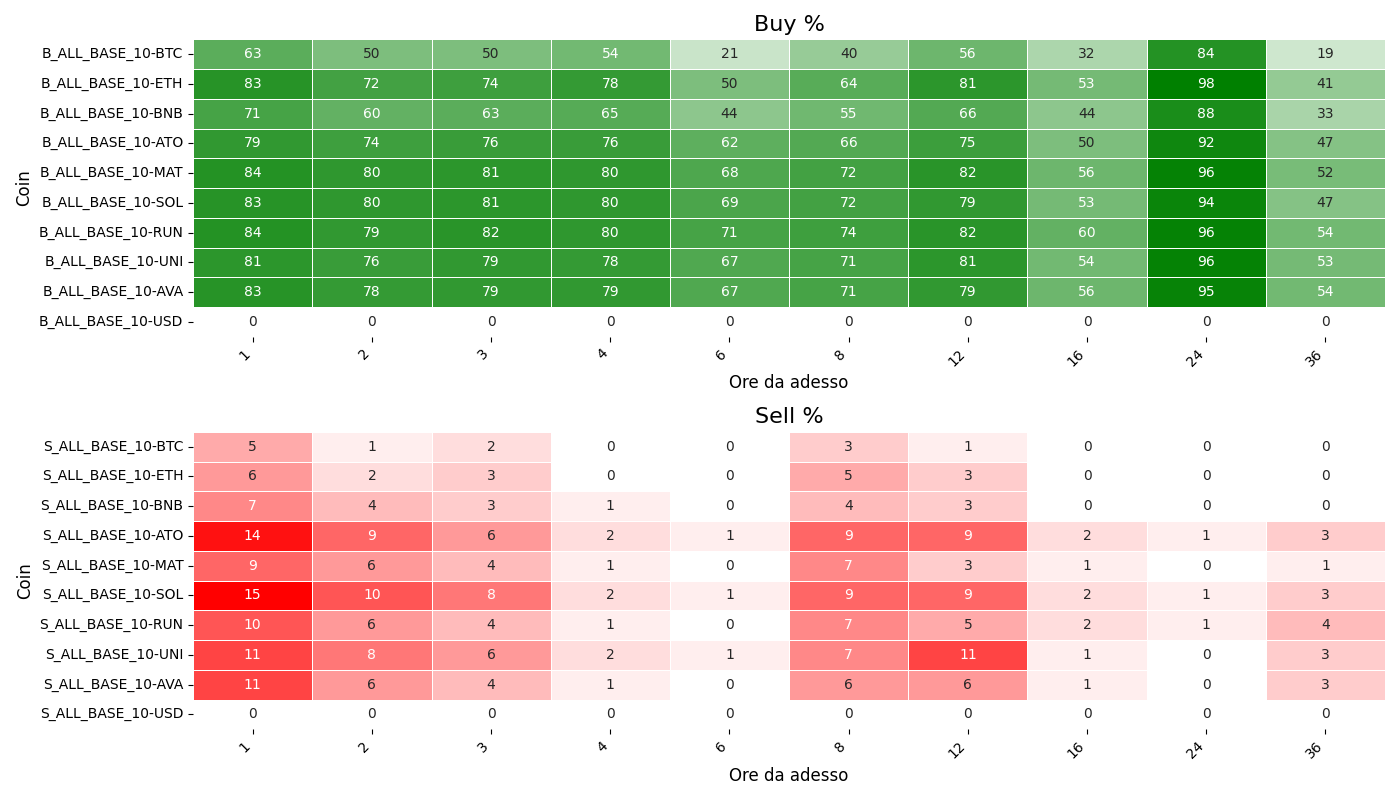 Buy %
Coin
B_ALL_BASE_10-BTC 63 50 50 54 21 40 56 32 84 19
B_ALL_BASE_10-ETH 83 72 74 78 50 64 81 53 98 41
B_ALL_BASE_10-BNB 71 60 63 65 44 55 66 44 88 33
B_ALL_BASE_10-ATO 79 74 76 76 62 66 75 50 92 47
B_ALL_BASE_10-MAT 84 80 81 80 68 72 82 56 96 52
B_ALL_BASE_10-SOL 83 80 81 80 69 72 79 53 94 47
B_ALL_BASE_10-RUN 84 79 82 80 71 74 82 60 96 54
B_ALL_BASE_10-UNI 81 76 79 78 67 71 81 54 96 53
B_ALL_BASE_10-AVA 83 78 79 79 67 71 79 56 95 54
B_ALL_BASE_10-USD 0 0 0 0 0 0 0 0 0 0
1 2 3 4 6 8 12 16 24 36
Ore da adesso
Sell %
Coin
S_ALL_BASE_10-BTC 5 1 2 0 0 3 1 0 0 0
S_ALL_BASE_10-ETH 6 2 3 0 0 5 3 0 0 0
S_ALL_BASE_10-BNB 7 4 3 1 0 4 3 0 0 0
S_ALL_BASE_10-ATO 14 9 6 2 1 9 9 2 1 3
S_ALL_BASE_10-MAT 9 6 4 1 0 7 3 1 0 1
S_ALL_BASE_10-SOL 15 10 8 2 1 9 9 2 1 3
S_ALL_BASE_10-RUN 10 6 4 1 0 7 5 2 1 4
S_ALL_BASE_10-UNI 11 8 6 2 1 7 11 1 0 3
S_ALL_BASE_10-AVA 11 6 4 1 0 6 6 1 0 3
S_ALL_BASE_10-USD 0 0 0 0 0 0 0 0 0 0
1 2 3 4 6 8 12 16 24 36
Ore da adesso